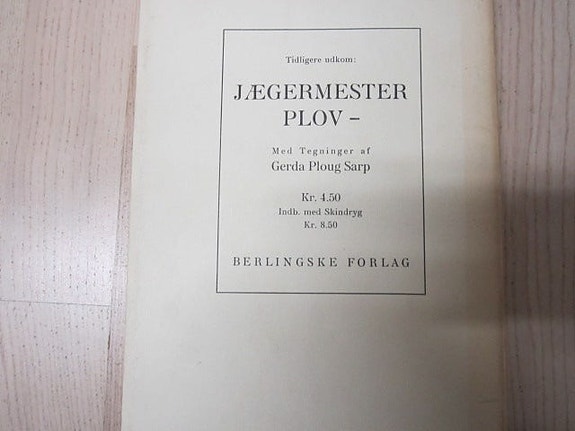 Tidligere udkom:
JÆGERMESTER
PLOV –
Med Tegninger af
Gerda Ploug Sarp
Kr. 4.50
Indb. med Skindryg
Kr. 8.50
BERLINGSKE FORLAG